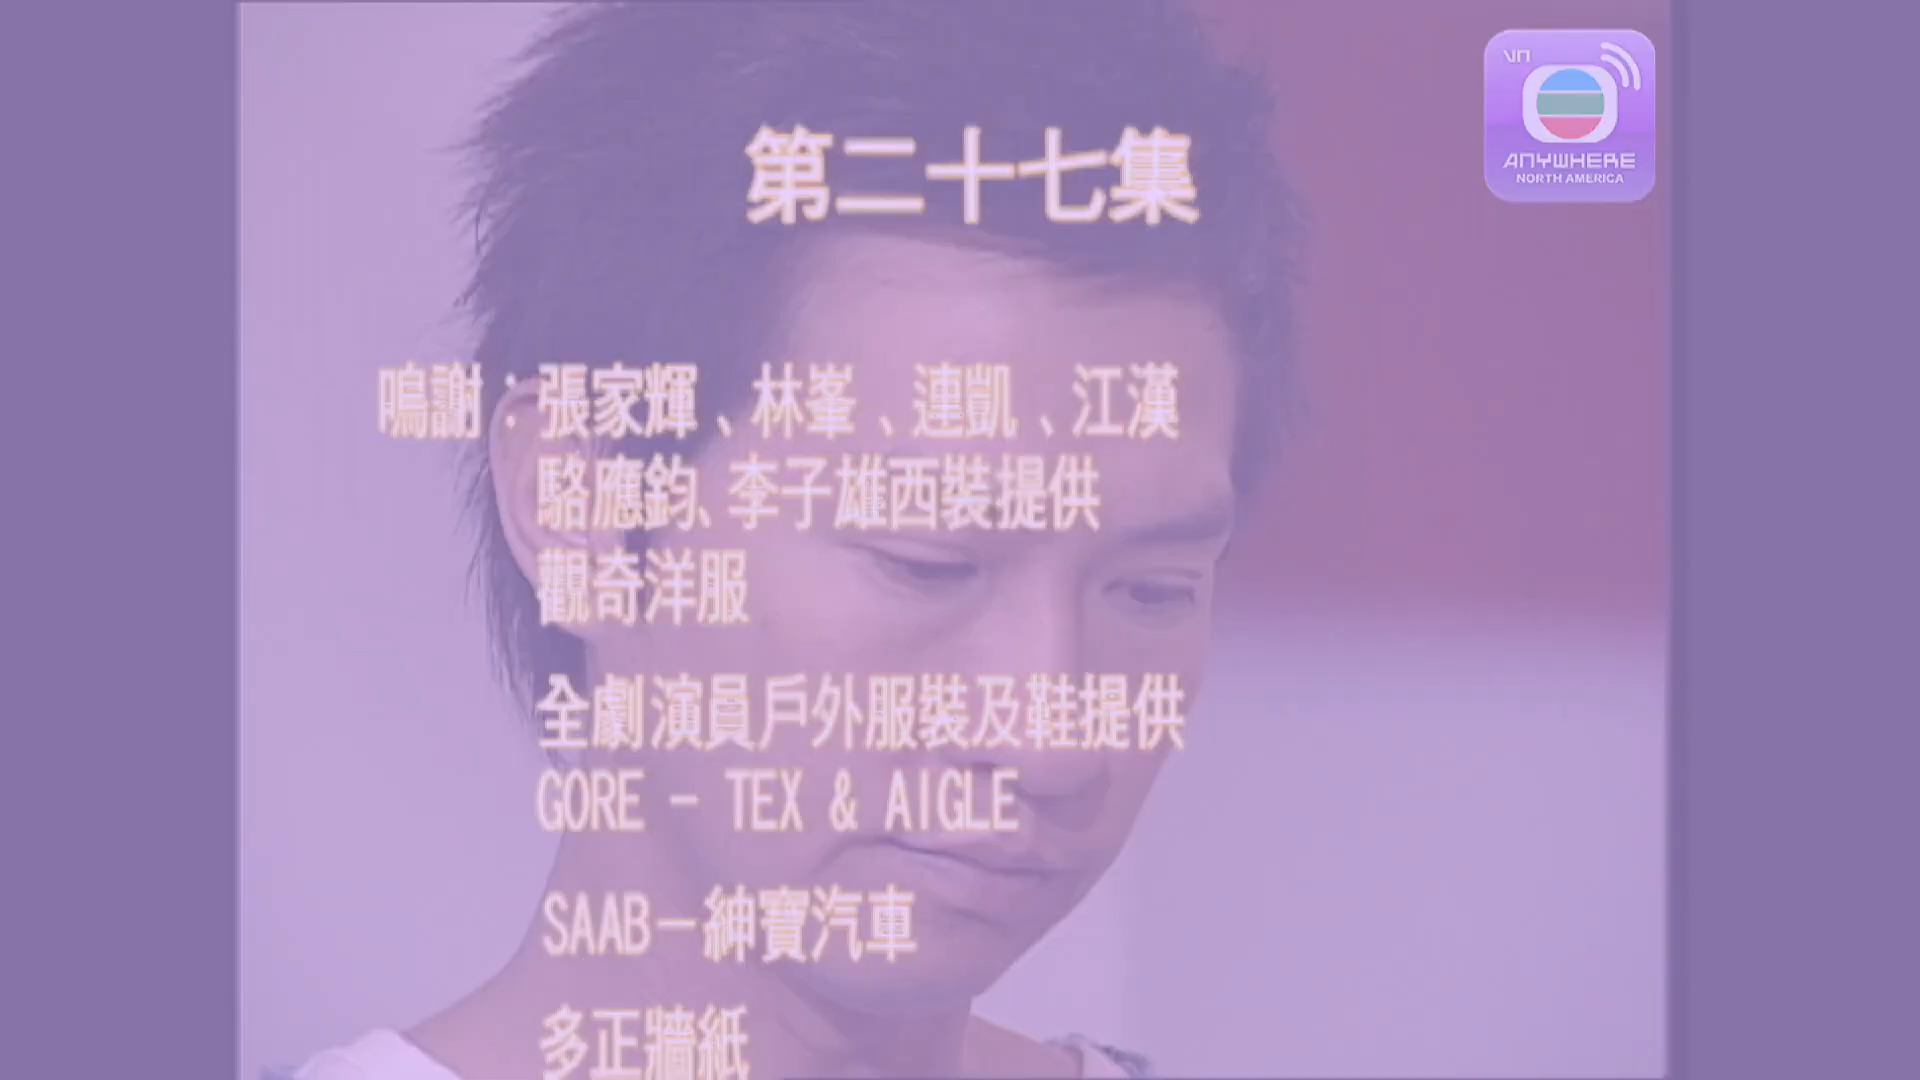 VN
ANYWHERE
NORTH AMERICA
第二十七集
鳴謝：張家輝、林峯、連凱、江漢
駱應鈞、李子雄西裝提供
觀奇洋服
全劇演員戶外服裝及鞋提供
GORE - TEX & AIGLE
SAAB－紳寶汽車
多正牆紙